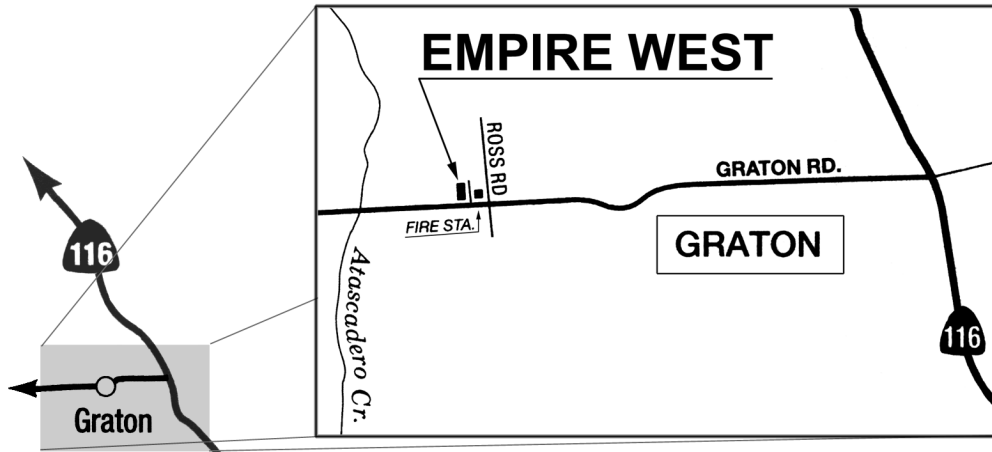 EMPIRE WEST
ROSS RD
GRATON RD.
FIRE STA.
GRATON
Atascadero Cr.
116
116
Graton